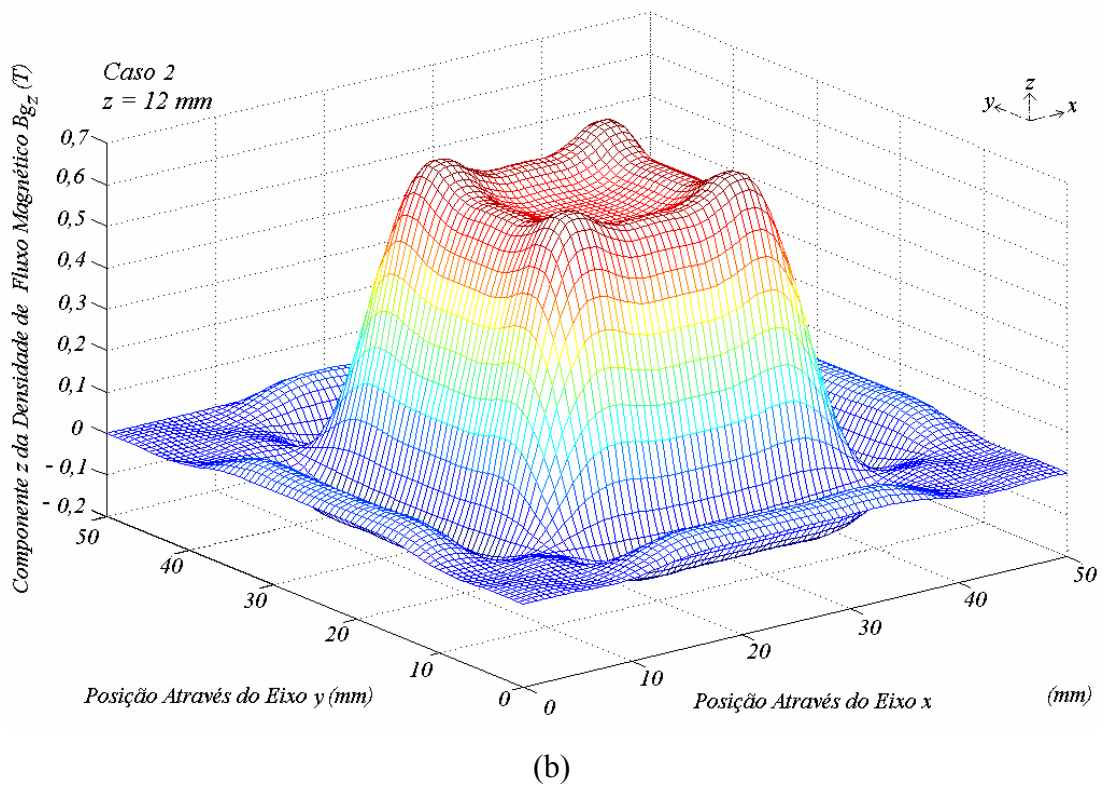 Caso 2
z = 12 mm
z
y
x
Componente z da Densidade de Fluxo Magnético Bgz (T)
0,7
0,6
0,5
0,4
0,3
0,2
0,1
0
- 0,1
- 0,2
50
40
30
20
10
0
0
10
20
30
40
50
Posição Através do Eixo y (mm)
Posição Através do Eixo x
(mm)
(b)